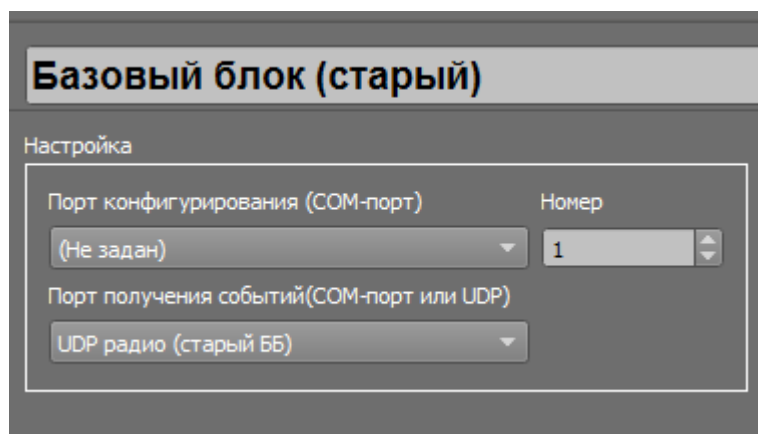 Базовый блок (старый)
Настройка
Порт конфигурирования (COM-порт) Номер
(Не задан) 1
Порт получения событий(COM-порт или UDP)
UDP радио (старый ББ)